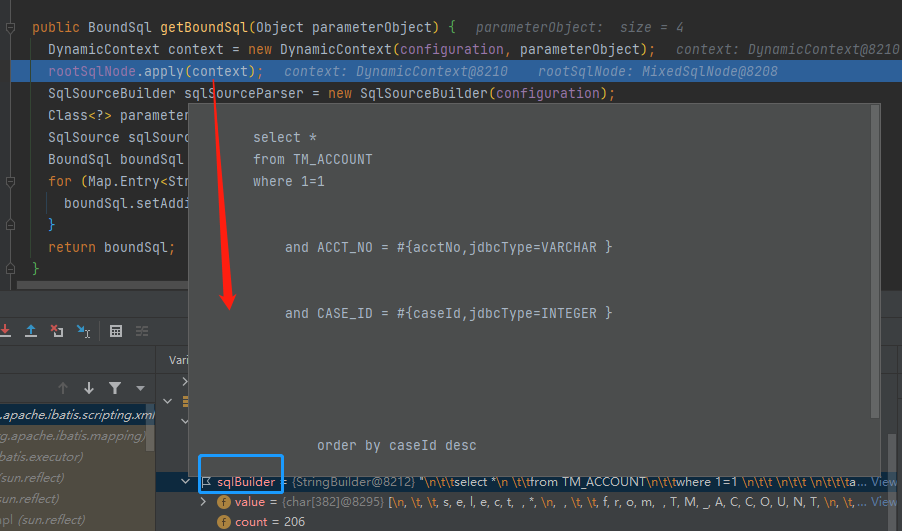 public BoundSql getBoundSql(Object parameterObject) {   parameterObject:  size = 4
DynamicContext context = new DynamicContext(configuration, parameterObject);   context: DynamicContext@8210
rootSqlNode.apply(context);   context: DynamicContext@8210    rootSqlNode: MixedSqlNode@8208
SqlSourceBuilder sqlSourceParser = new SqlSourceBuilder(configuration);
Class<?> parameter
SqlSource sqlSourc
BoundSql boundSql
for (Map.Entry<Str
boundSql.setAddi
}
return boundSql;
}
select *
from TM_ACCOUNT
where 1=1
and ACCT_NO = #{acctNo,jdbcType=VARCHAR }
and CASE_ID = #{caseId,jdbcType=INTEGER }
order by caseId desc
Vari
.apache.ibatis.scripting.xml
rg.apache.ibatis.mapping)
batis.executor)
(sun.reflect)
sun.reflect)
pl (sun.reflect)
sqlBuilder = {StringBuilder@8212} "\n\t\tselect *\n \t\tfrom TM_ACCOUNT\n\t\twhere 1=1 \n\t\t \n\t\t \n\t\t\ta... View
value = {char[382]@8295} [\n, \t, \t, s, e, l, e, c, t,  , *, \n,  , \t, \t, f, r, o, m,  , T, M, _, A, C, C, O, U, N, T, \n, \t,... View
count = 206